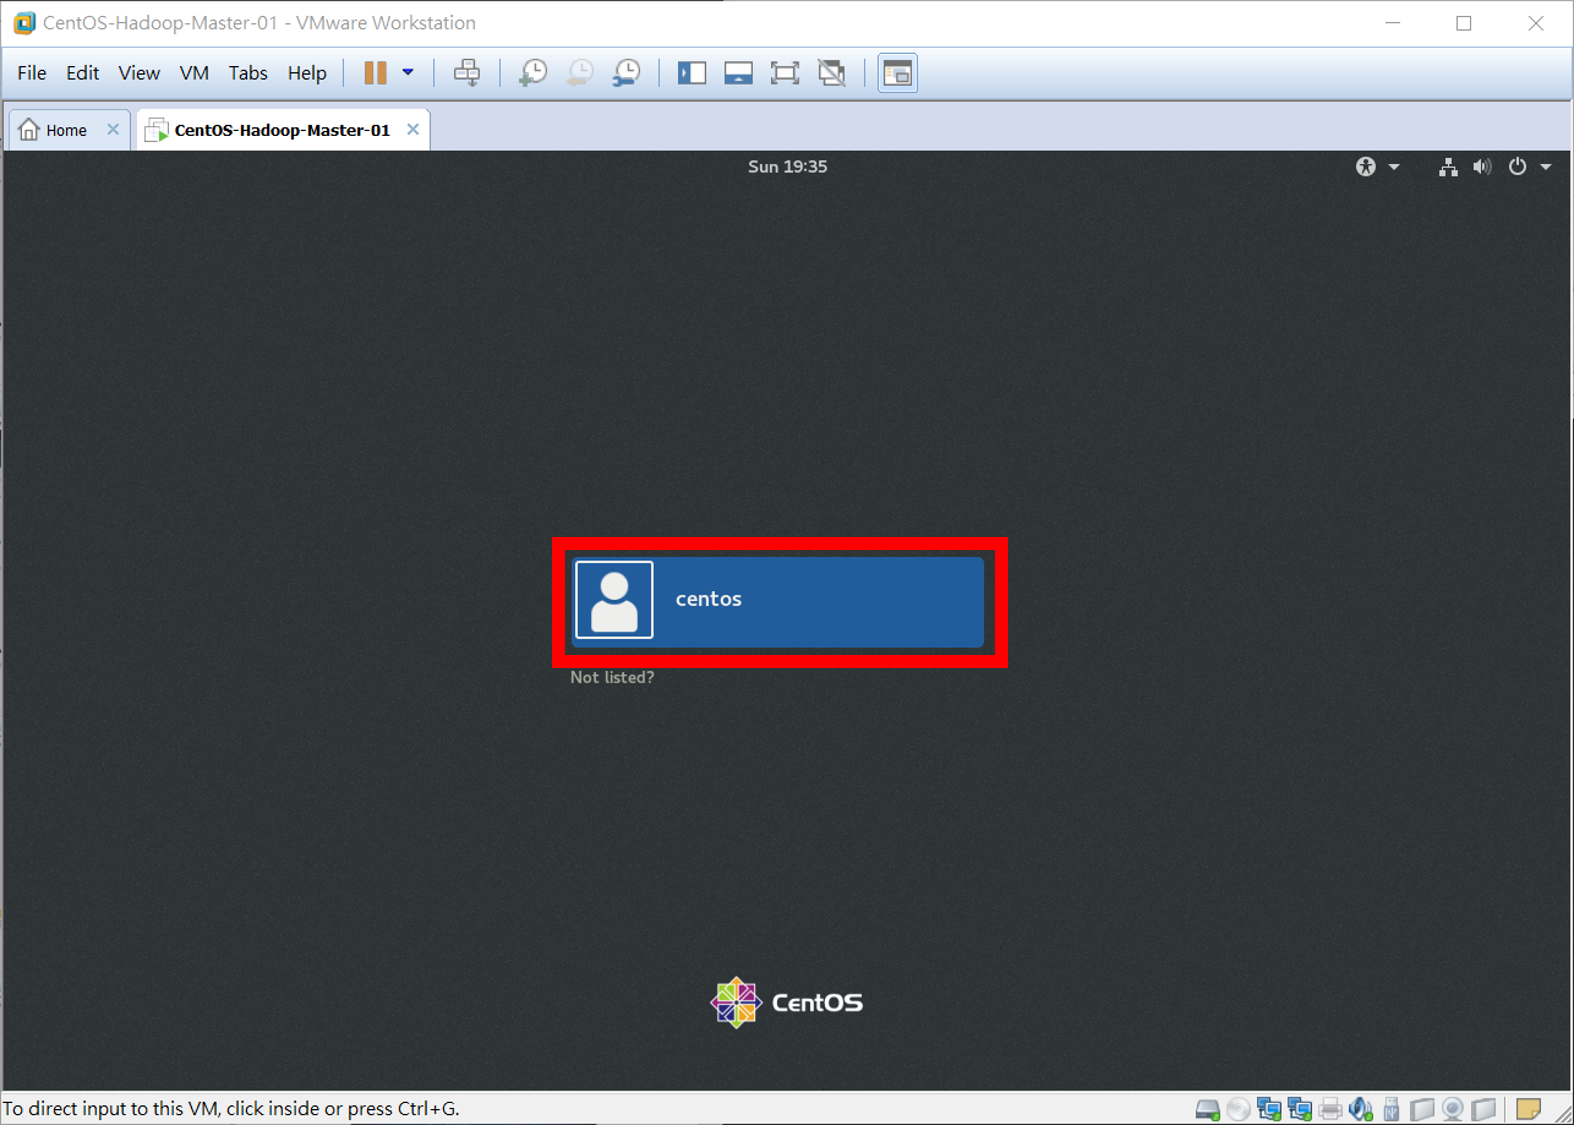 CentOS-Hadoop-Master-01 - VMware Workstation
File Edit View VM Tabs Help
Home CentOS-Hadoop-Master-01
Sun 19:35
centos
Not listed?
CentOS
To direct input to this VM, click inside or press Ctrl+G.